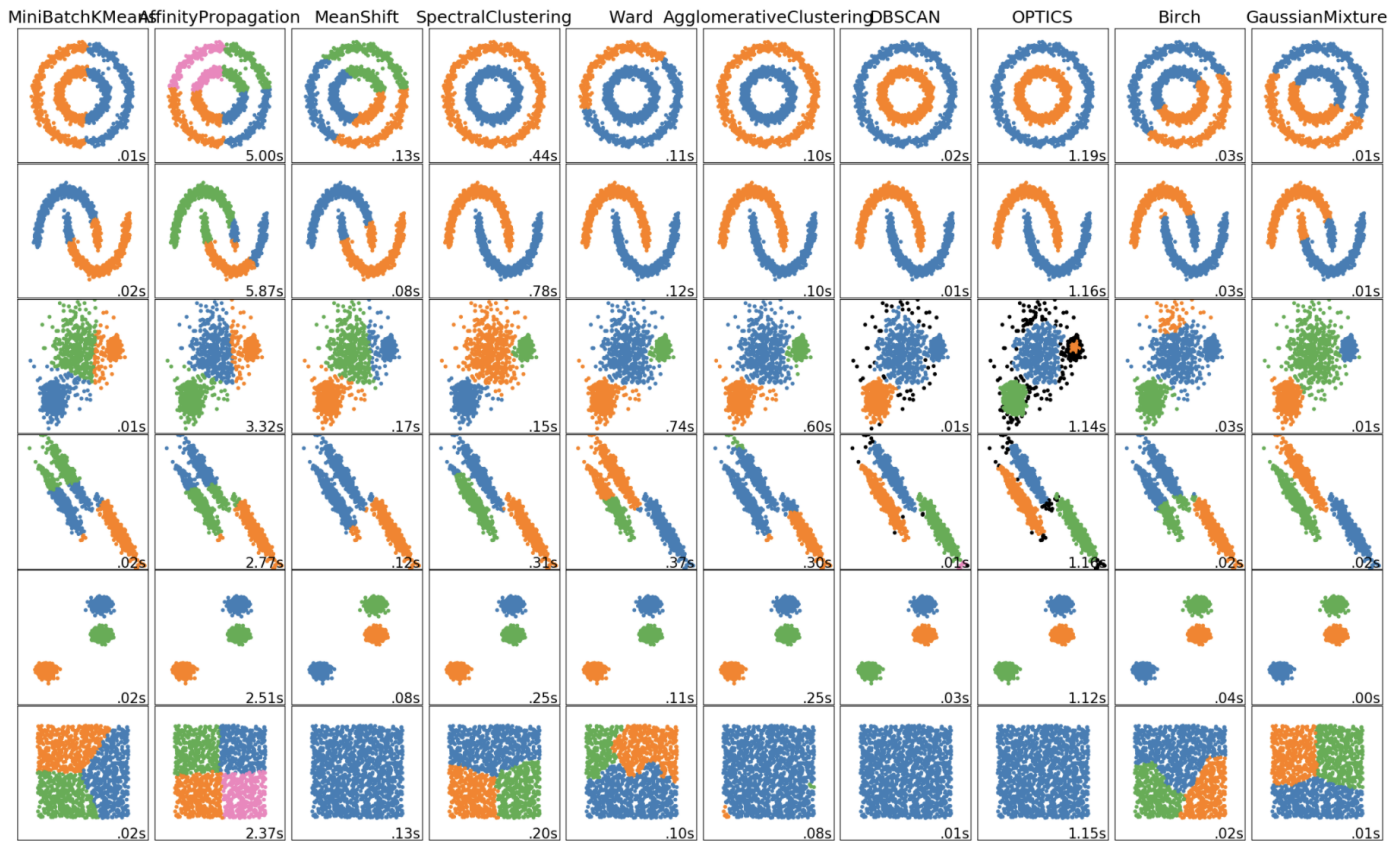 MiniBatchKMeans AffinityPropagation MeanShift SpectralClustering Ward AgglomerativeClustering DBSCAN OPTICS Birch GaussianMixture
.01s 5.00s .13s .44s .11s .10s .02s 1.19s .03s .01s
.02s 5.87s .08s .78s .12s .10s .01s 1.16s .03s .01s
.01s 3.32s .17s .15s .74s .60s .01s 1.14s .03s .01s
.02s 2.77s .12s .31s .37s .30s .01s .02s .02s
.02s 2.51s .08s .25s .11s .25s .03s 1.12s .04s .00s
.02s 2.37s .13s .20s .10s .08s .01s 1.15s .02s .01s